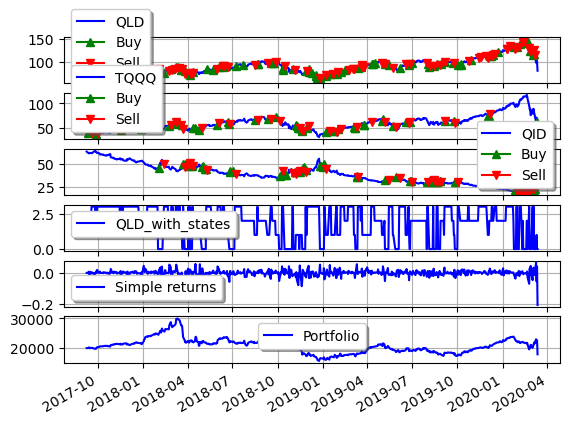 QLD
Buy
Sell
150
100
TQQQ
Buy
Sell
100
50
QID
Buy
Sell
50
25
QLD_with_states
2.5
0.0
Simple returns
0.0
−0.2
Portfolio
30000
20000
2017-10 2018-01 2018-04 2018-07 2018-10 2019-01 2019-04 2019-07 2019-10 2020-01 2020-04